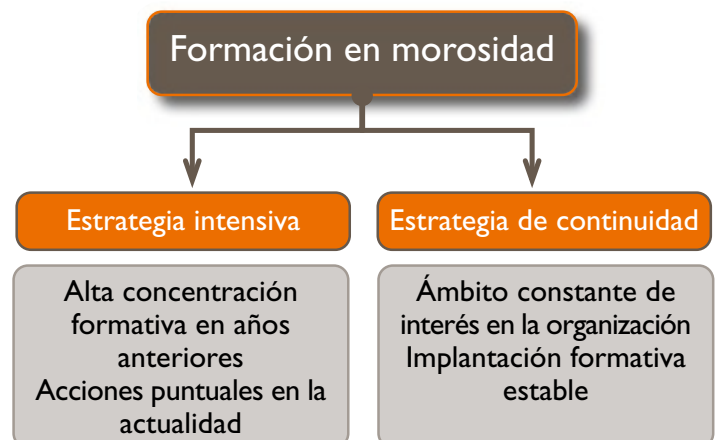 Formación en morosidad
Estrategia intensiva
Estrategia de continuidad
Alta concentración
formativa en años
anteriores
Acciones puntuales en la
actualidad
Ámbito constante de
interés en la organización
Implantación formativa
estable